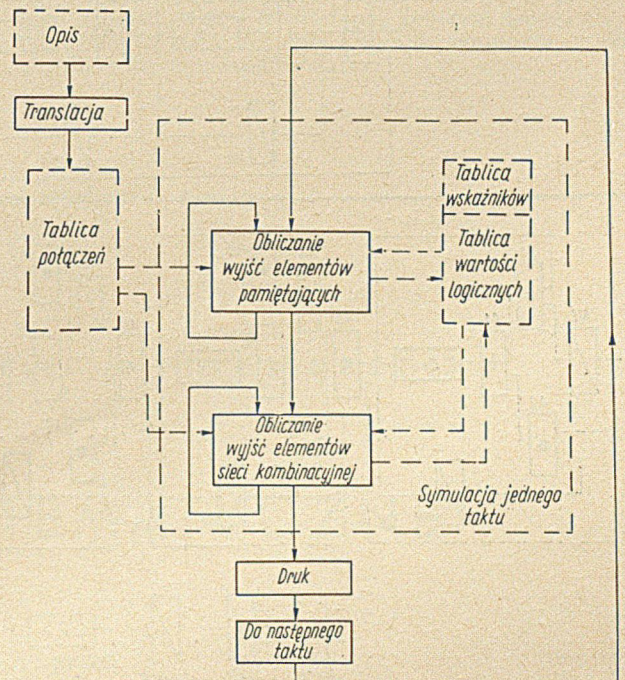 Opis
Translacja
Tablica
połączeń
Tablica
wskaźników
Tablica
wartości
logicznych
Obliczanie
wyjść elementów
pamiętających
Obliczanie
wyjść elementów
sieci kombinacyjnej
Symulacja jednego
taktu
Druk
Do następnego
taktu